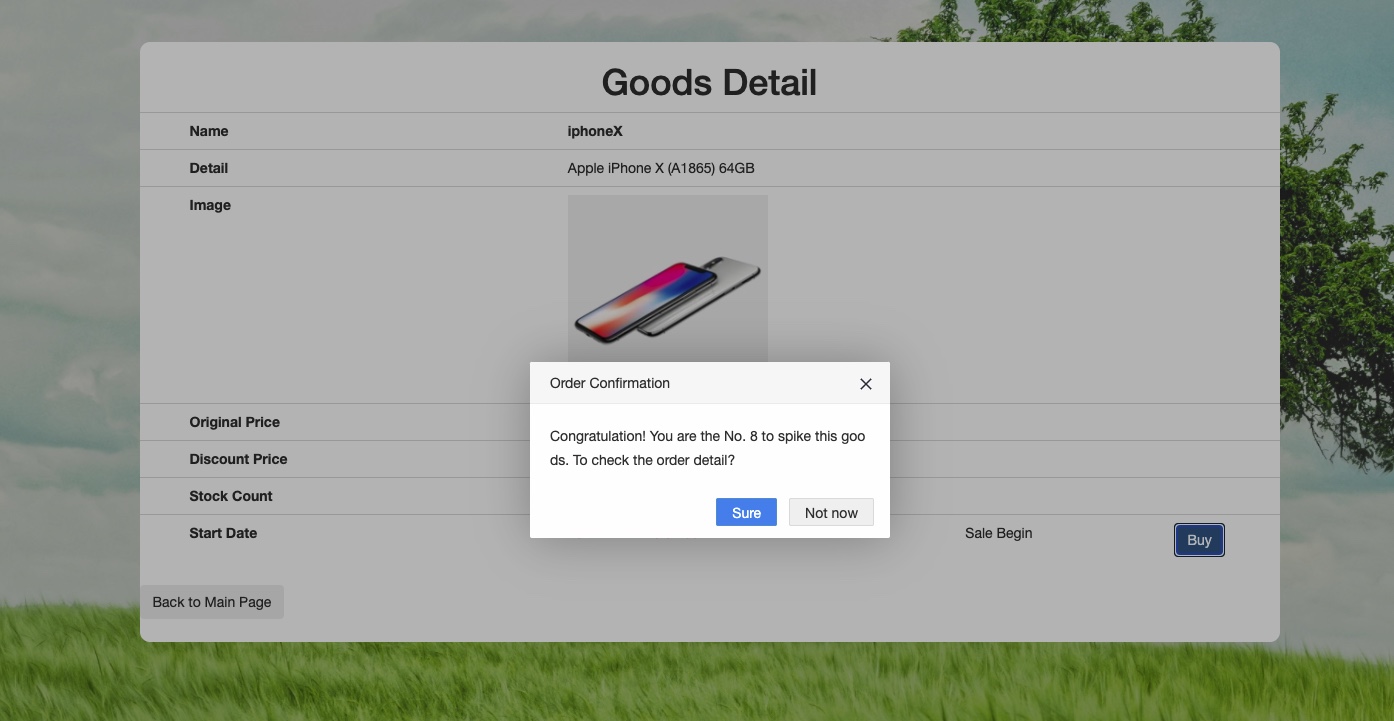 Goods Detail
Name iphoneX
Detail Apple iPhone X (A1865) 64GB
Image
Order Confirmation
Congratulation! You are the No. 8 to spike this goo
ds. To check the order detail?
Sure Not now
Original Price
Discount Price
Stock Count
Start Date Sale Begin Buy
Back to Main Page